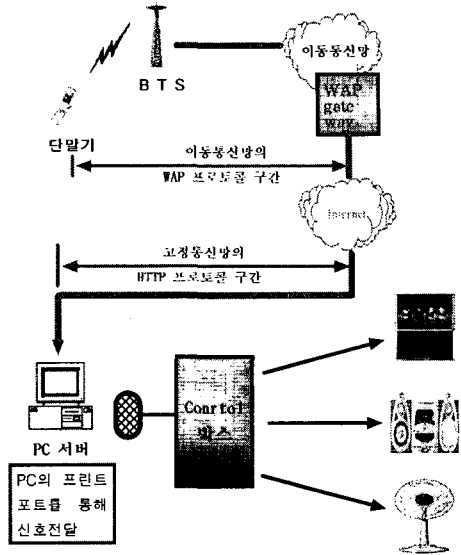 이동통신망
BTS
WAP
gate
way
단말기
이동통신망의
WAP 프로토콜 구간
Internet
고정통신망의
HTTP 프로토콜 구간
Conrtol
박스
PC 서버
PC의 프린트
포트를 통해
신호전달